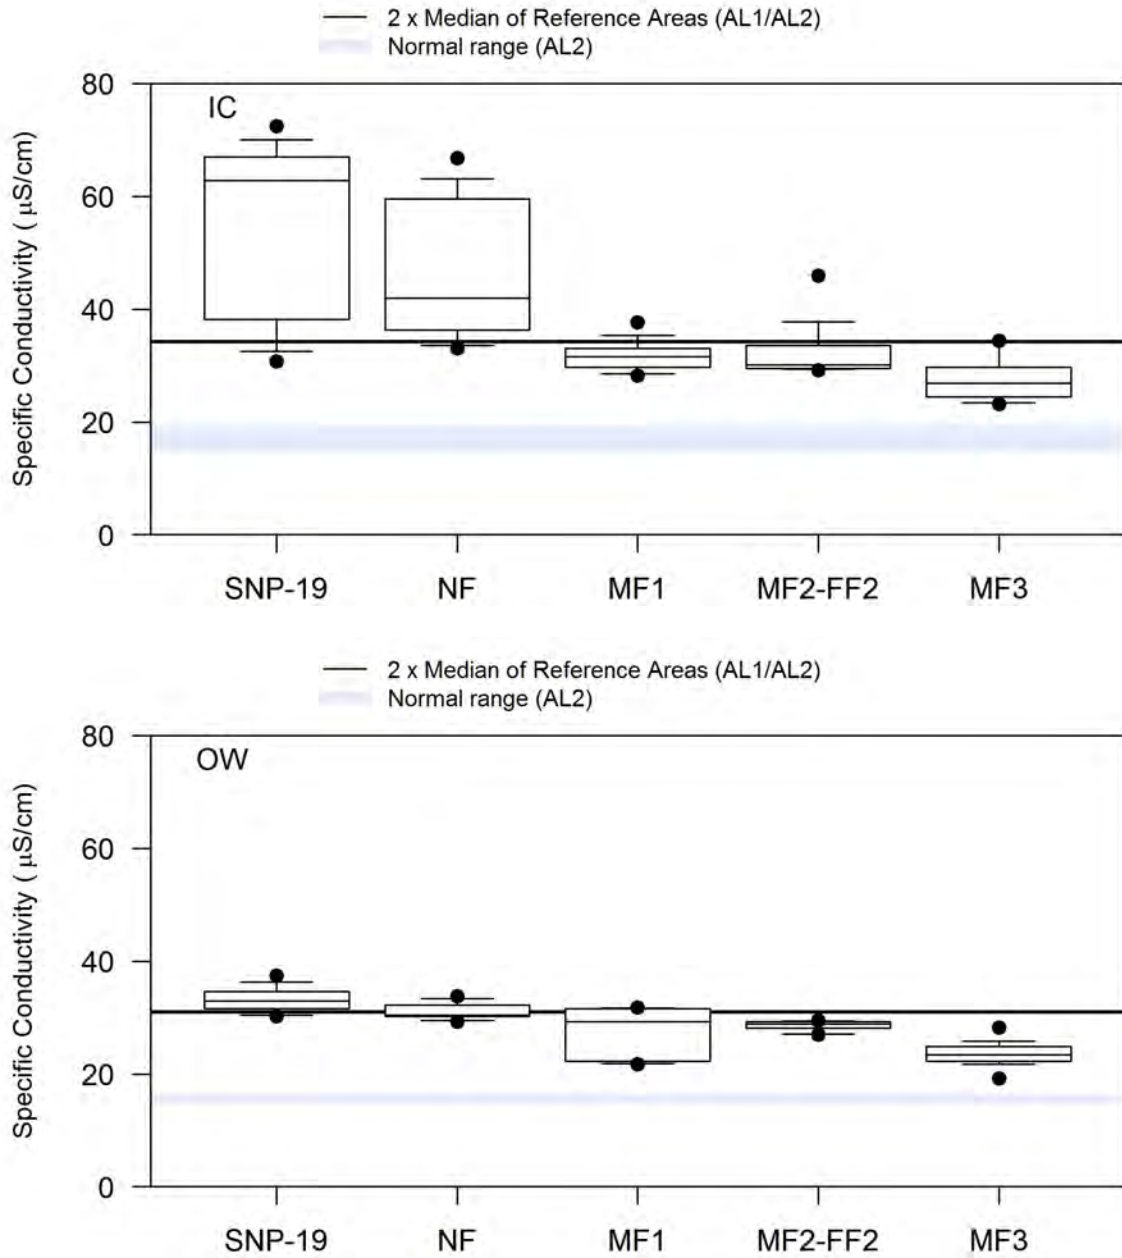 2 x Median of Reference Areas (AL1/AL2)
Normal range (AL2)
IC
Specific Conductivity ( μS/cm)
80
60
40
20
0
SNP-19 NF MF1 MF2-FF2 MF3
2 x Median of Reference Areas (AL1/AL2)
Normal range (AL2)
OW
Specific Conductivity ( μS/cm)
80
60
40
20
0
SNP-19 NF MF1 MF2-FF2 MF3